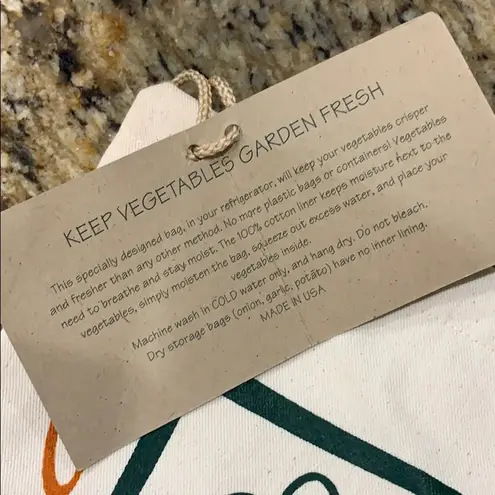 KEEP VEGETABLES GARDEN FRESH
This specially designed bag, in your refrigerator, will keep your vegetables crisper
and fresher than any other method. No more plastic bags or containers! Vegetables
need to breathe and stay moist. The 100% cotton liner keeps moisture next to the
vegetables, simply moisten the bag, squeeze out excess water, and place your
vegetables inside.
Machine wash in COLD water only, and hang dry. Do not bleach.
Dry storage bags (onion, garlic, potato) have no inner lining.
MADE IN USA